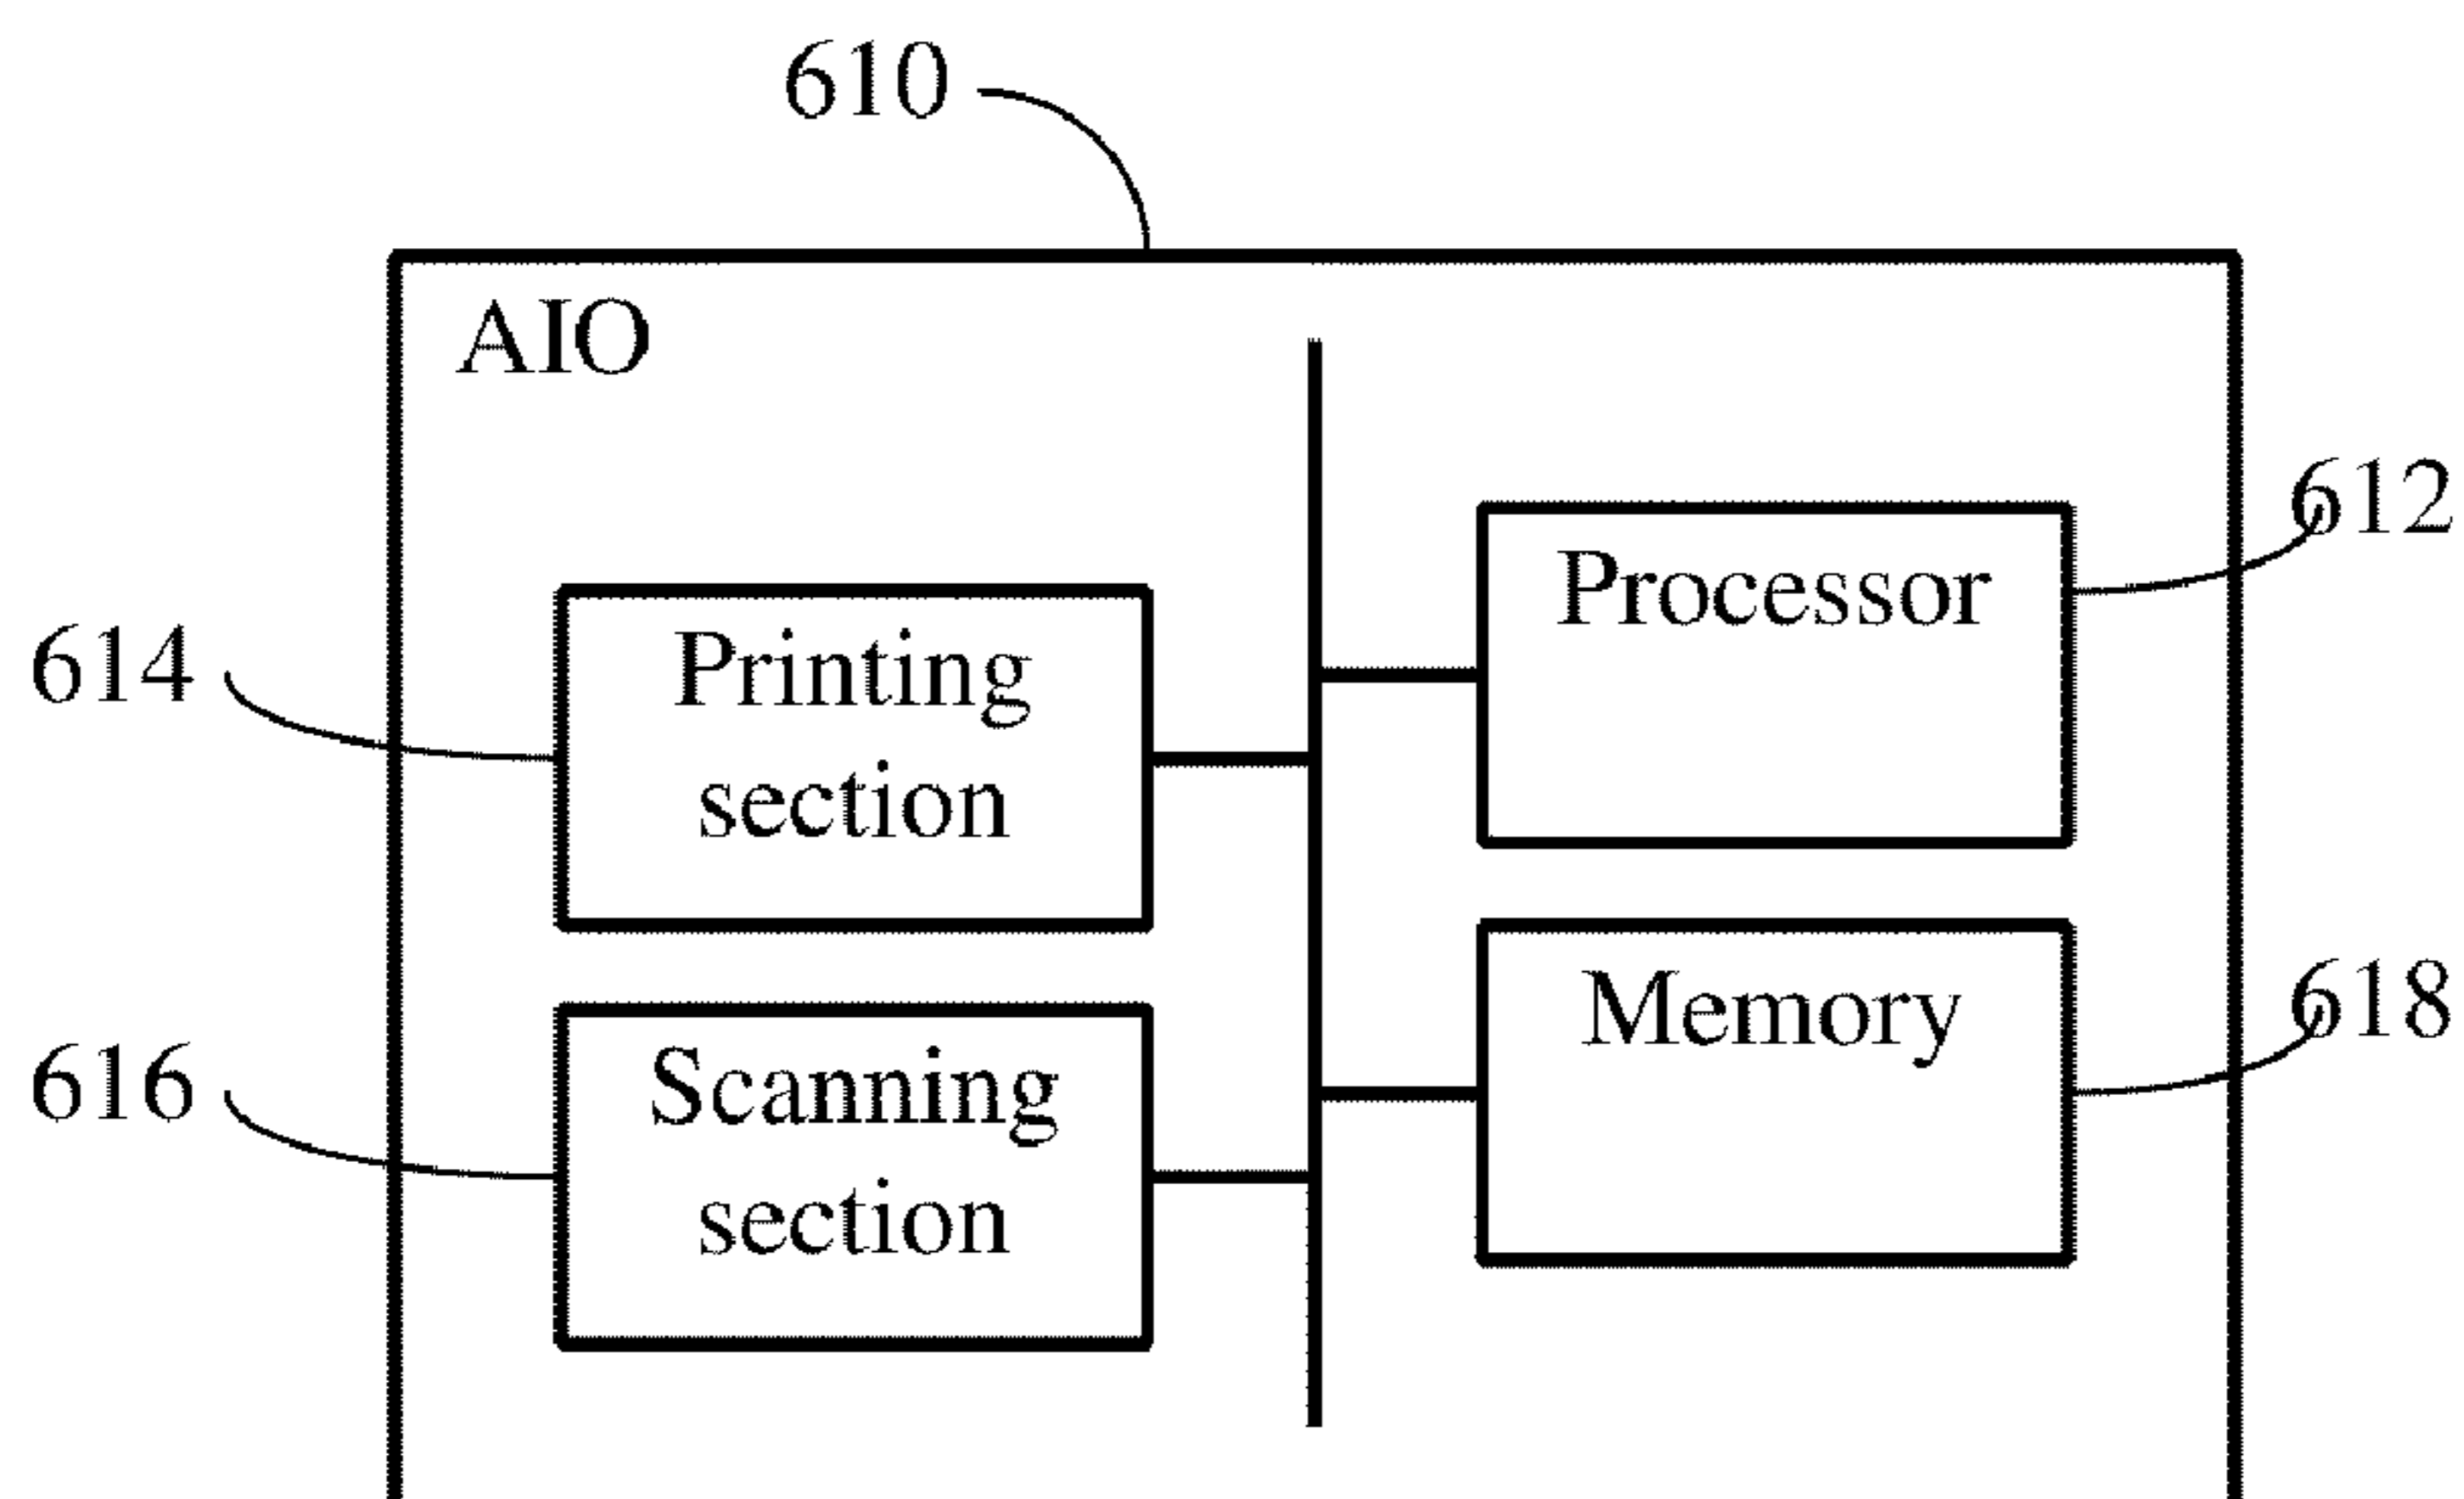 610
AIO
612
Processor
614
Printing
section
618
Memory
616
Scanning
section